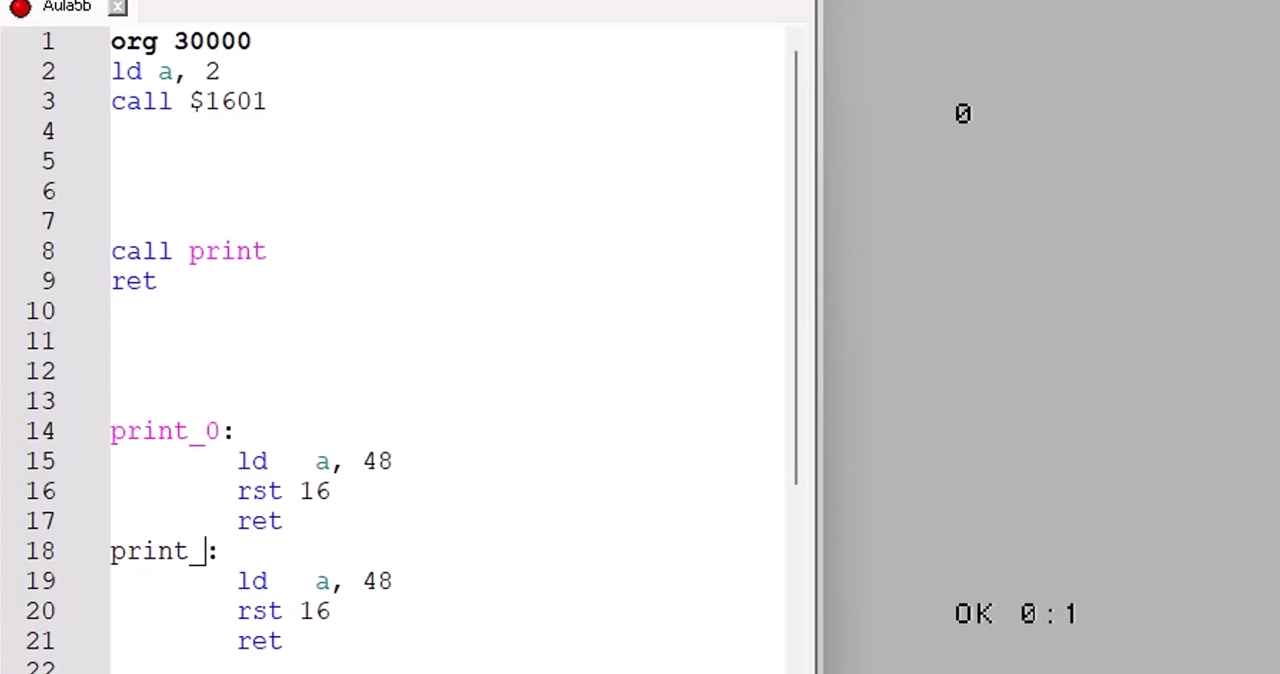 Aula5b
1 org 30000
2 ld a, 2
3 call $1601
4
5
6
7
8 call print
9 ret
10
11
12
13
14 print_0:
15 ld a, 48
16 rst 16
17 ret
18 print_:
19 ld a, 48
20 rst 16
21 ret
22
0
OK 0:1